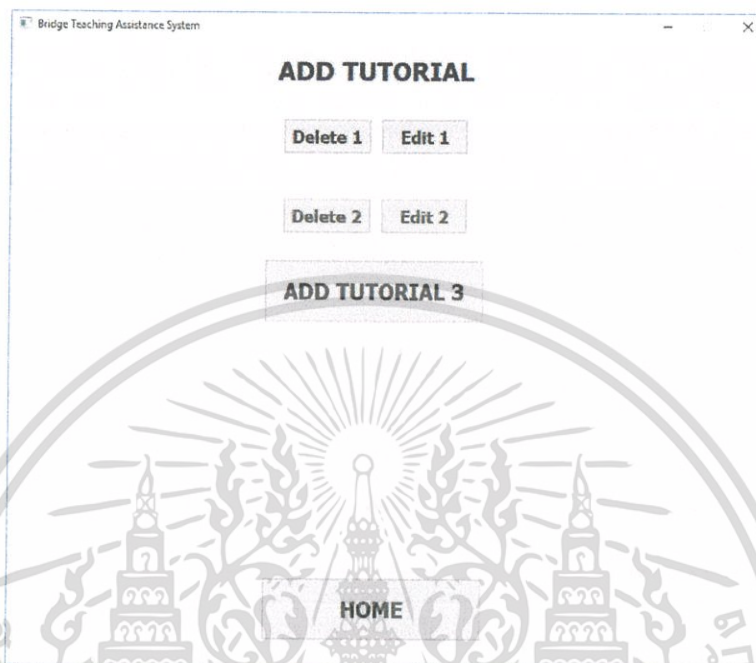 Bridge Teaching Assistance System
ADD TUTORIAL
Delete 1 Edit 1
Delete 2 Edit 2
ADD TUTORIAL 3
HOME